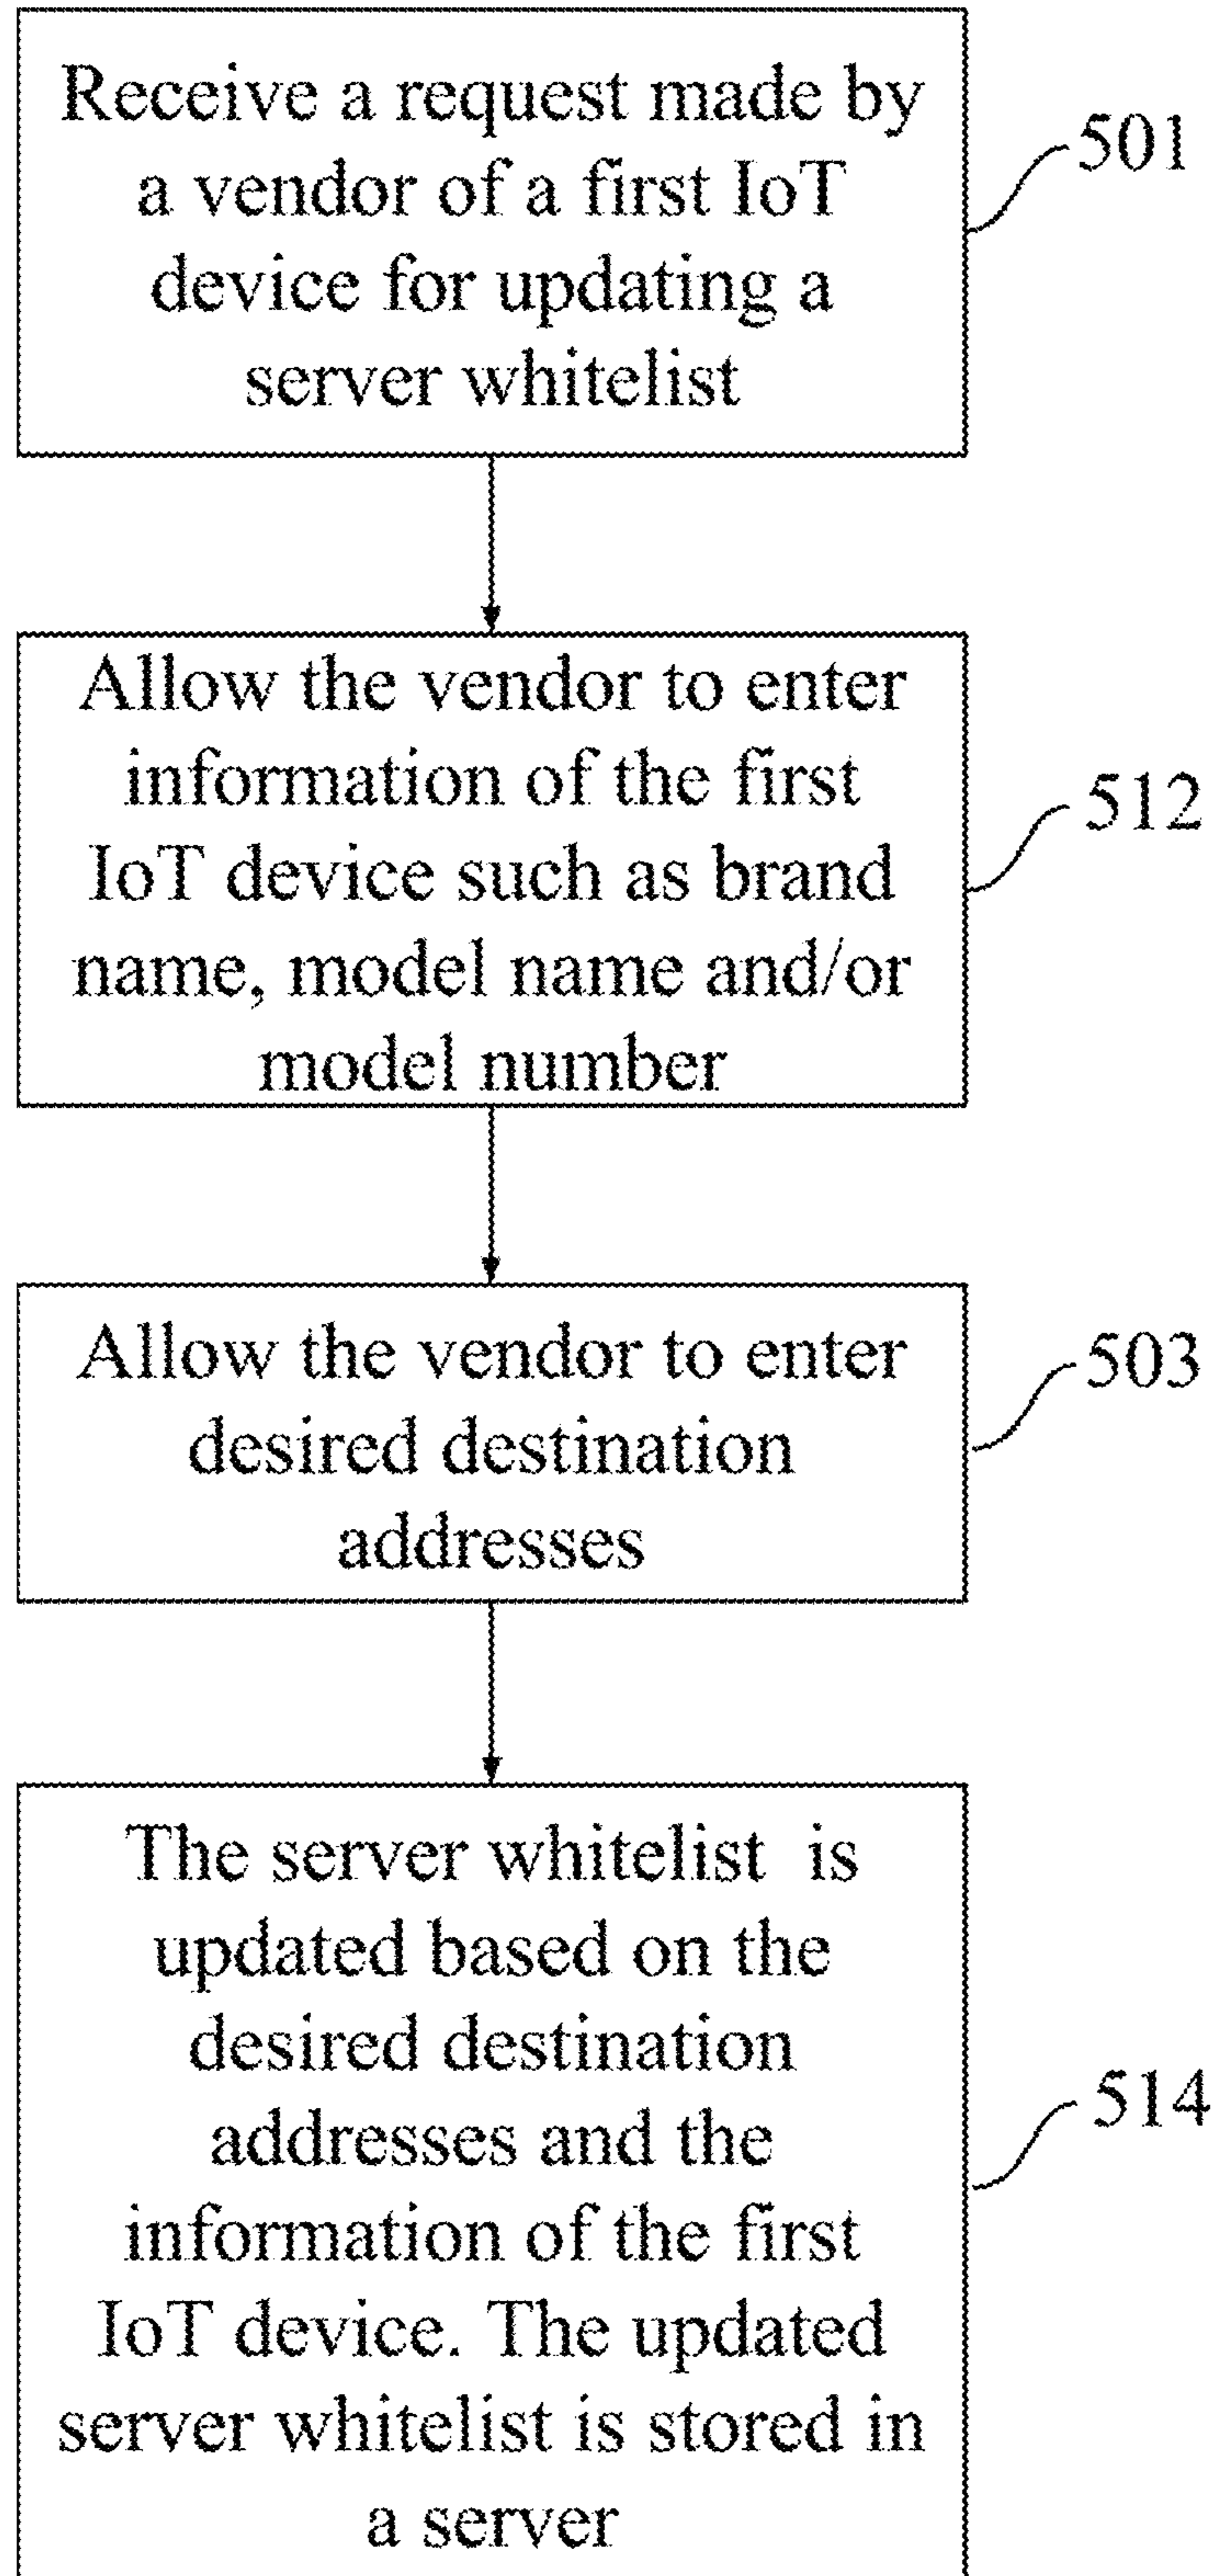 Receive a request made by
a vendor of a first IoT
device for updating a
server whitelist
501
Allow the vendor to enter
information of the first
IoT device such as brand
name, model name and/or
model number
512
Allow the vendor to enter
desired destination
addresses
503
The server whitelist is
updated based on the
desired destination
addresses and the
information of the first
IoT device. The updated
server whitelist is stored in
a server
514